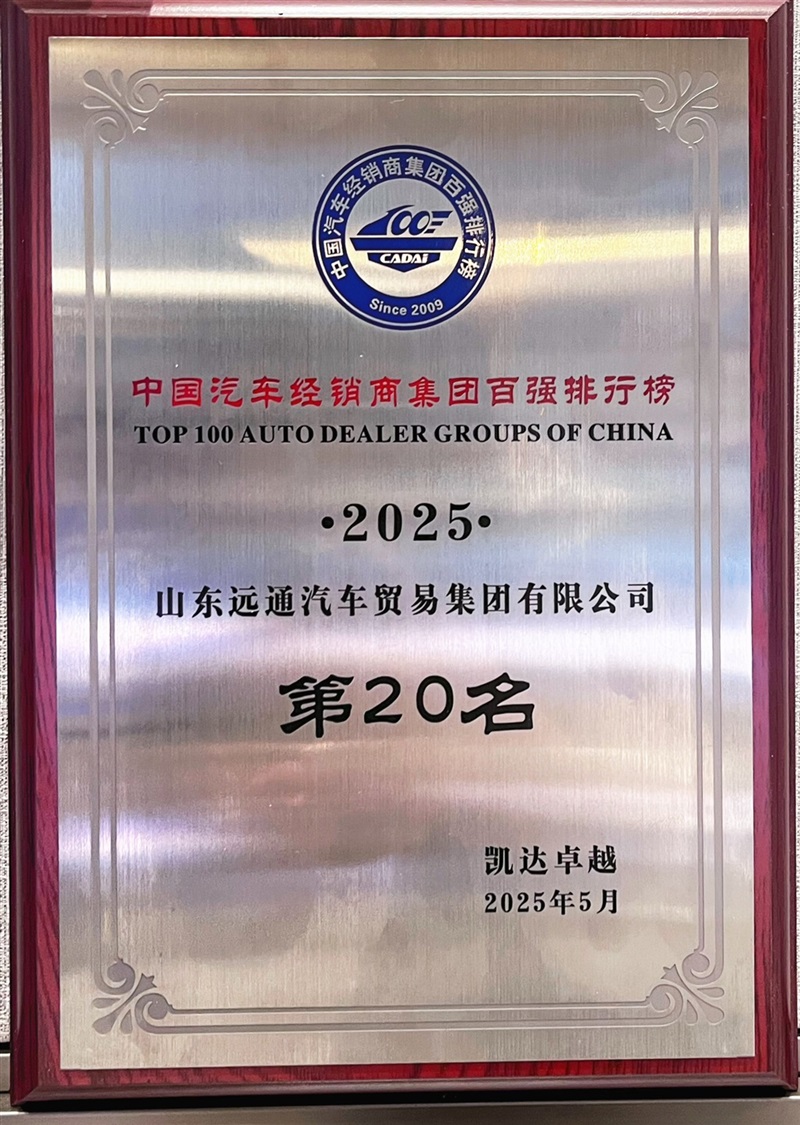 中国汽车经销商集团百强排行榜
100
CADAI
Since 2009
中国汽车经销商集团百强排行榜
TOP 100 AUTO DEALER GROUPS OF CHINA
·2025·
山东远通汽车贸易集团有限公司
第20名
凯达卓越
2025年5月